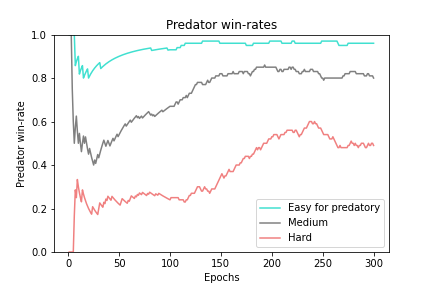 Predator win-rates
Predator win-rate
1.0
0.8
0.6
0.4
0.2
0.0
0
50
100
150
200
250
300
Epochs
Easy for predatory
Medium
Hard